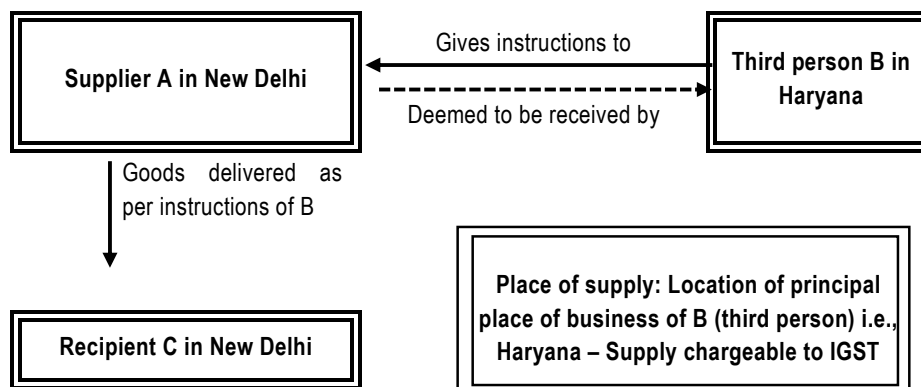 Supplier A in New Delhi
Gives instructions to
Deemed to be received by
Third person B in
Haryana
Goods delivered as
per instructions of B
Recipient C in New Delhi
Place of supply: Location of principal
place of business of B (third person) i.e.,
Haryana – Supply chargeable to IGST